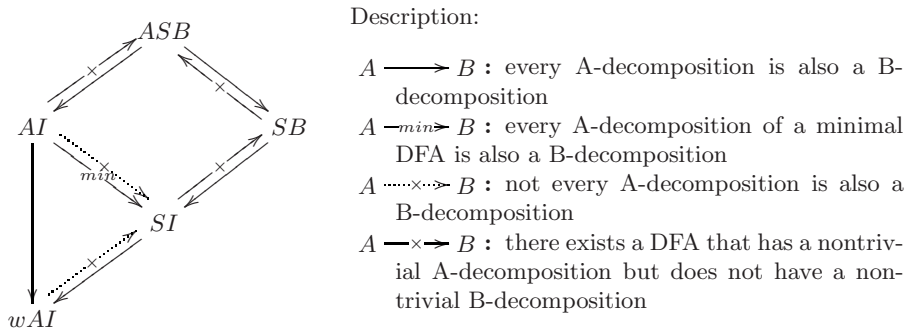 ASB
AI
SB
min
SI
wAI
Description:
A → B : every A-decomposition is also a B-
decomposition
A –min→ B : every A-decomposition of a minimal
DFA is also a B-decomposition
A ···×···> B : not every A-decomposition is also a
B-decomposition
A —×→ B : there exists a DFA that has a nontriv-
ial A-decomposition but does not have a non-
trivial B-decomposition